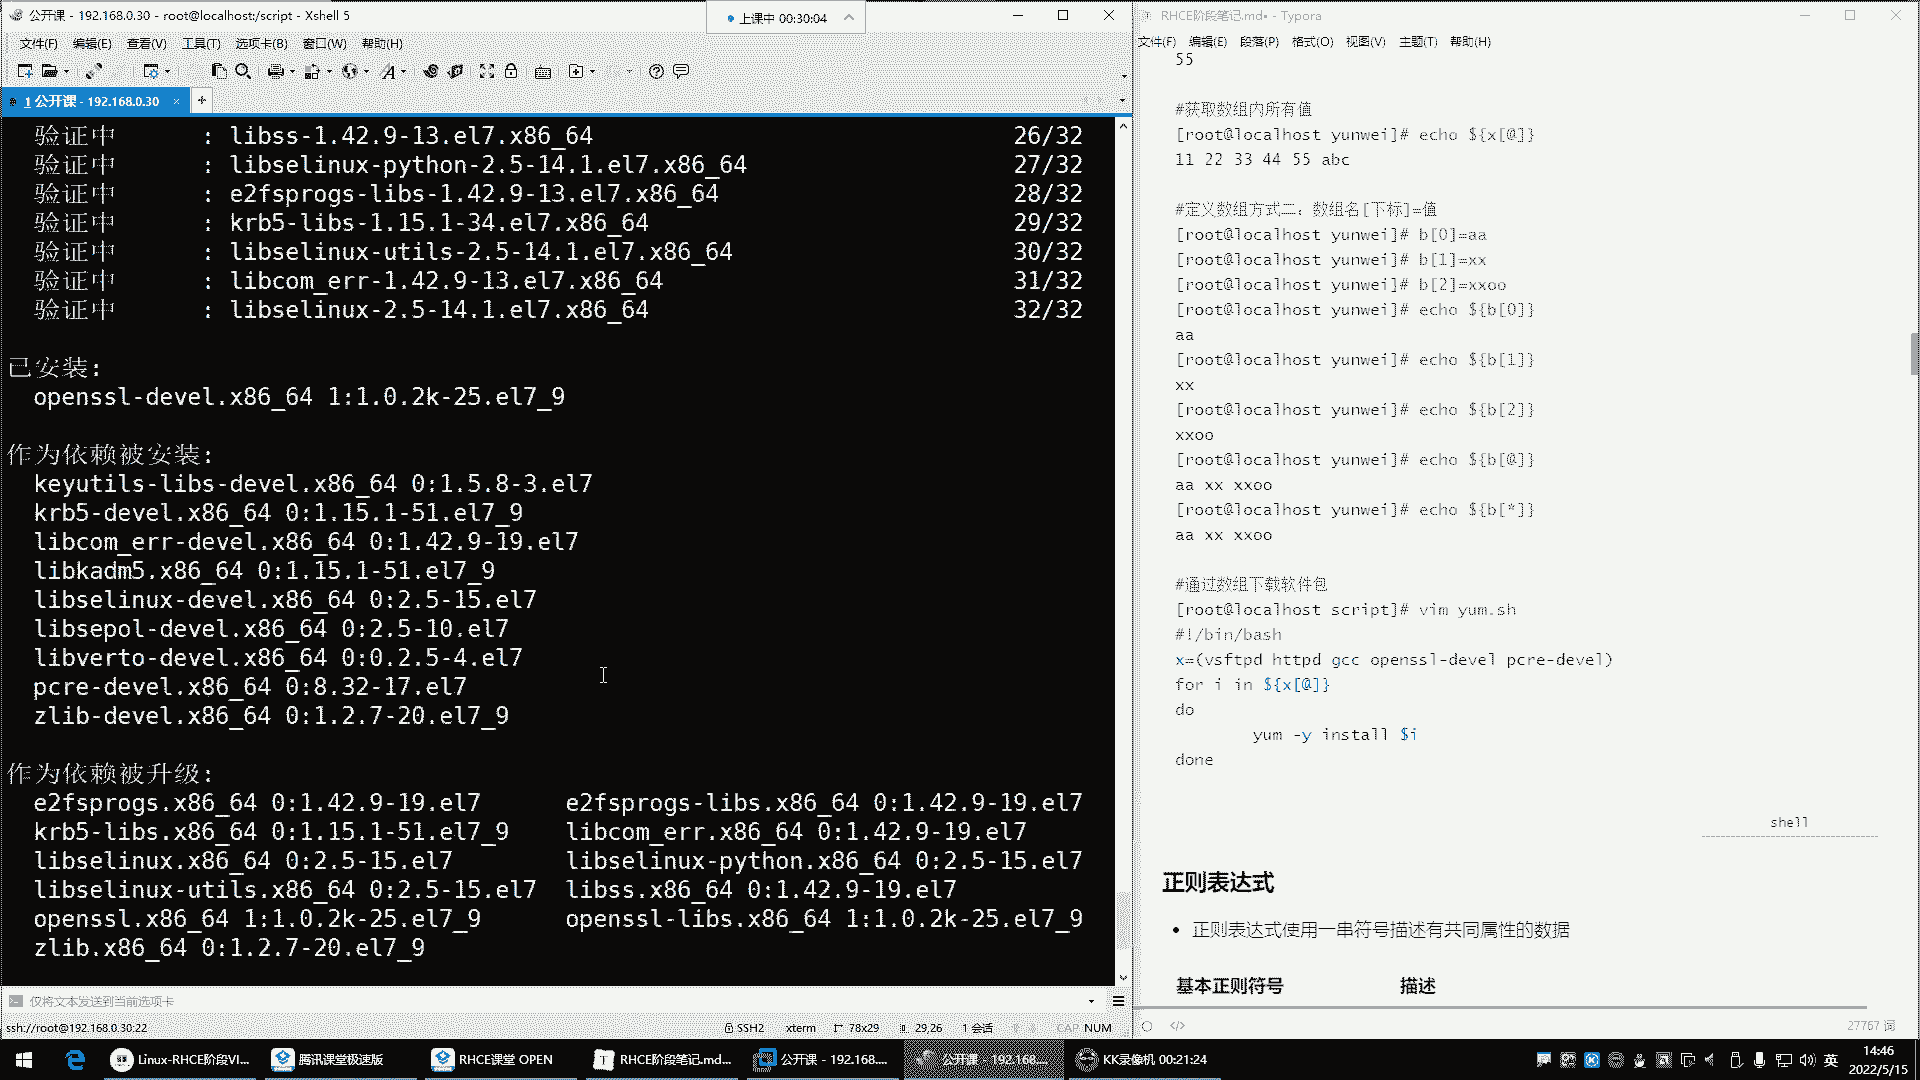 公开课 - 192.168.0.30 - root@localhost:/script - Xshell 5
上课中 00:30:04
文件(F) 编辑(E) 查看(V) 工具(T) 选项卡(B) 窗口(W) 帮助(H)
1 公开课 - 192.168.0.30
验证中 : libss-1.42.9-13.el7.x86_64 26/32
验证中 : libselinux-python-2.5-14.1.el7.x86_64 27/32
验证中 : e2fsprogs-libs-1.42.9-13.el7.x86_64 28/32
验证中 : krb5-libs-1.15.1-34.el7.x86_64 29/32
验证中 : libselinux-utils-2.5-14.1.el7.x86_64 30/32
验证中 : libcom_err-1.42.9-13.el7.x86_64 31/32
验证中 : libselinux-2.5-14.1.el7.x86_64 32/32
已安装:
openssl-devel.x86_64 1:1.0.2k-25.el7_9
作为依赖被安装:
keyutils-libs-devel.x86_64 0:1.5.8-3.el7
krb5-devel.x86_64 0:1.15.1-51.el7_9
libcom_err-devel.x86_64 0:1.42.9-19.el7
libkadm5.x86_64 0:1.15.1-51.el7_9
libselinux-devel.x86_64 0:2.5-15.el7
libsepol-devel.x86_64 0:2.5-10.el7
libverto-devel.x86_64 0:0.2.5-4.el7
pcre-devel.x86_64 0:8.32-17.el7
zlib-devel.x86_64 0:1.2.7-20.el7_9
作为依赖被升级:
e2fsprogs.x86_64 0:1.42.9-19.el7 e2fsprogs-libs.x86_64 0:1.42.9-19.el7
krb5-libs.x86_64 0:1.15.1-51.el7_9 libcom_err.x86_64 0:1.42.9-19.el7
libselinux.x86_64 0:2.5-15.el7 libselinux-python.x86_64 0:2.5-15.el7
libselinux-utils.x86_64 0:2.5-15.el7 libss.x86_64 0:1.42.9-19.el7
openssl.x86_64 1:1.0.2k-25.el7_9 openssl-libs.x86_64 1:1.0.2k-25.el7_9
zlib.x86_64 0:1.2.7-20.el7_9
仅将文本发送到当前选项卡
ssh://root@192.168.0.30:22 SSH2 xterm 78x29 29,26 1 会话 CAP NUM
RHCE阶段笔记.md• - Typora
文件(F) 编辑(E) 段落(P) 格式(O) 视图(V) 主题(T) 帮助(H)
55
#获取数组内所有值
[root@localhost yunwei]# echo ${x[@]}
11 22 33 44 55 abc
#定义数组方式二：数组名[下标]=值
[root@localhost yunwei]# b[0]=aa
[root@localhost yunwei]# b[1]=xx
[root@localhost yunwei]# b[2]=xxoo
[root@localhost yunwei]# echo ${b[0]}
aa
[root@localhost yunwei]# echo ${b[1]}
xx
[root@localhost yunwei]# echo ${b[2]}
xxoo
[root@localhost yunwei]# echo ${b[@]}
aa xx xxoo
[root@localhost yunwei]# echo ${b[*]}
aa xx xxoo
#通过数组下载软件包
[root@localhost script]# vim yum.sh
#!/bin/bash
x=(vsftpd httpd gcc openssl-devel pcre-devel)
for i in ${x[@]}
do
yum -y install $i
done
shell
正则表达式
• 正则表达式使用一串符号描述有共同属性的数据
基本正则符号 描述
27767 词
Linux-RHCE阶段VI... 腾讯课堂极速版 RHCE课堂 OPEN RHCE阶段笔记.md... 公开课 - 192.168.... 公开课 - 192.168.... KK录像机 00:21:24
英
14:46
2022/5/15